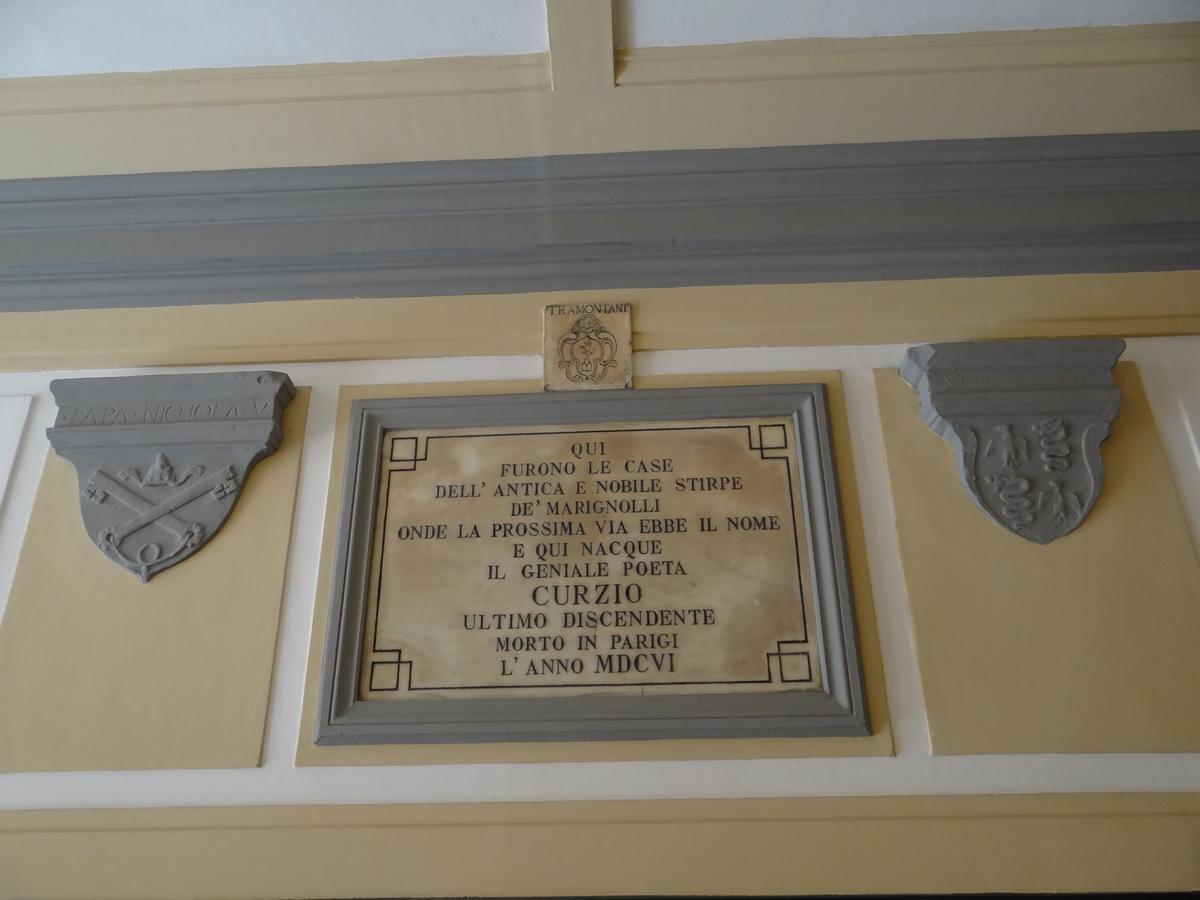 TRAMONTANI
PAPA · NICHOLA · V ·
QUI
FURONO LE CASE
DELL'ANTICA E NOBILE STIRPE
DE' MARIGNOLLI
ONDE LA PROSSIMA VIA EBBE IL NOME
E QUI NACQUE
IL GENIALE POETA
CURZIO
ULTIMO DISCENDENTE
MORTO IN PARIGI
L'ANNO MDCVI